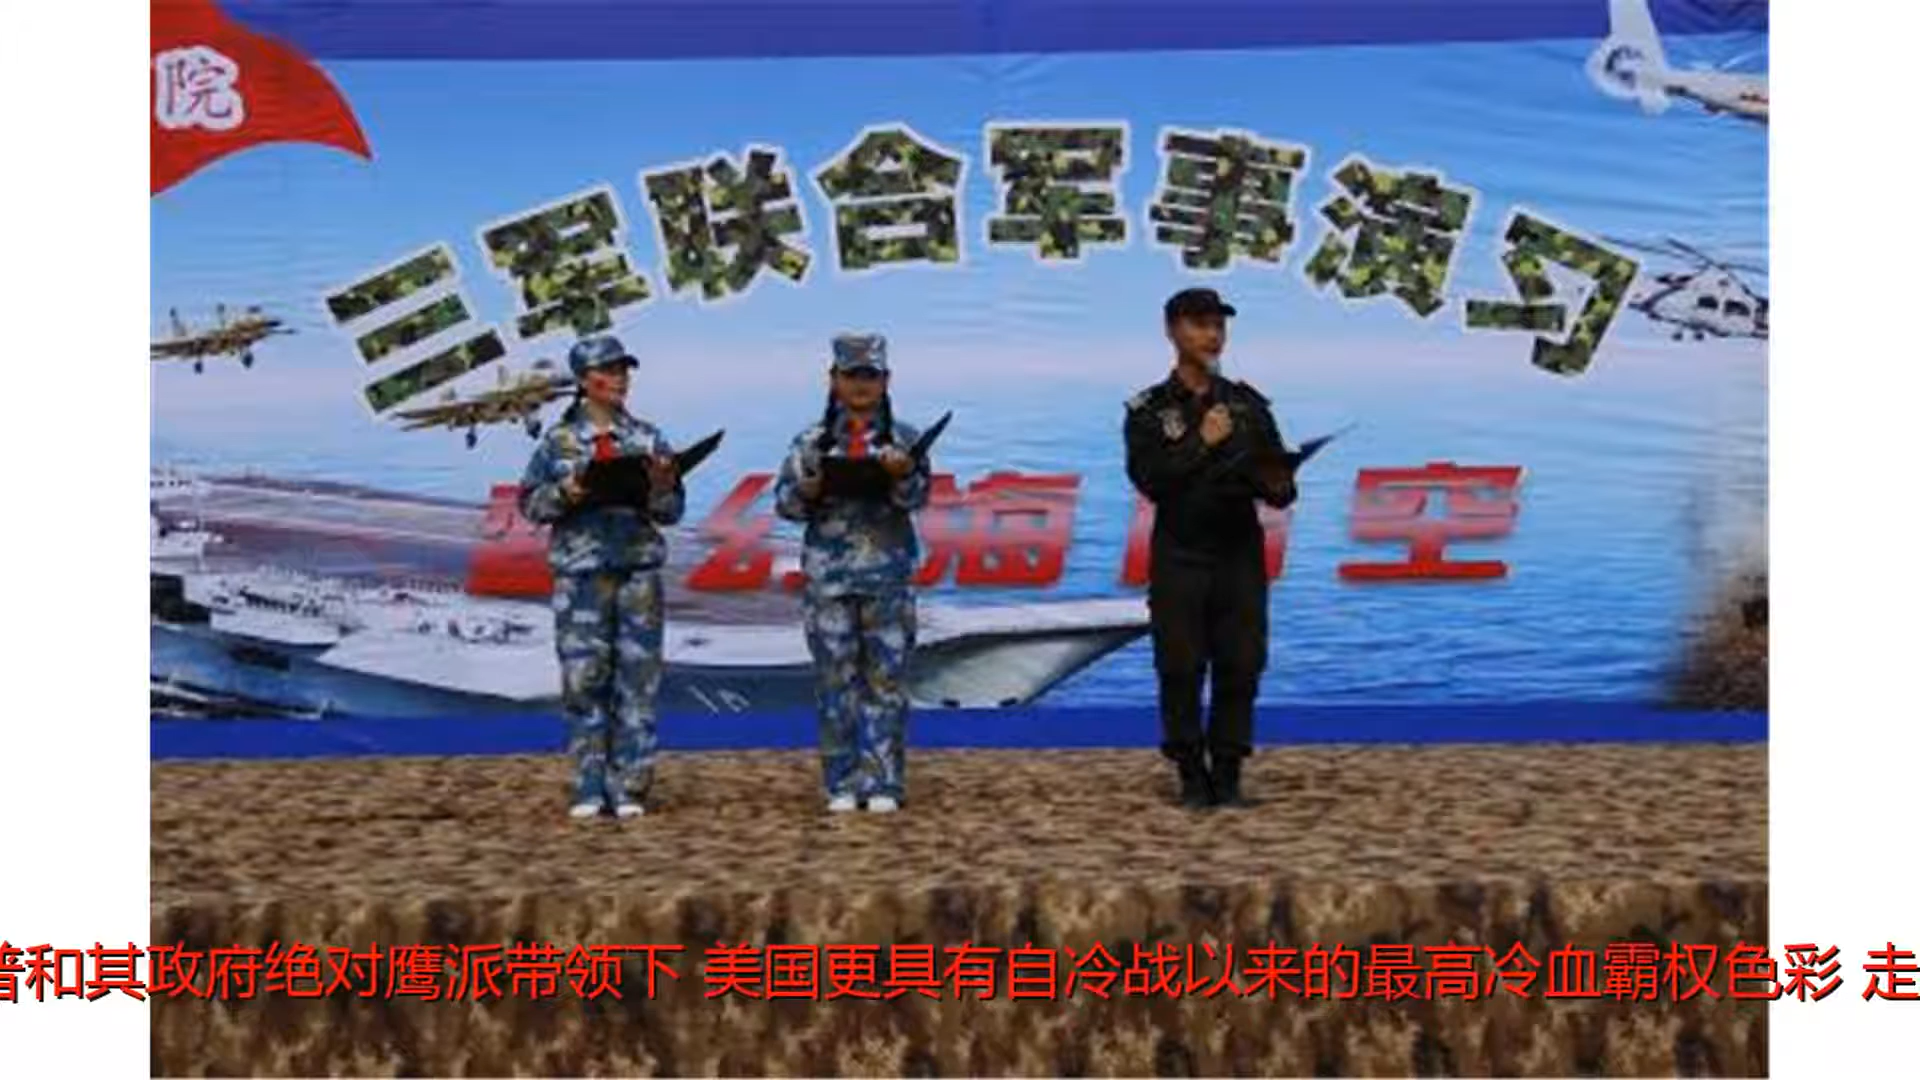 院
三军联合军事演习
幻海 空
普和其政府绝对鹰派带领下 美国更具有自冷战以来的最高冷血霸权色彩 走